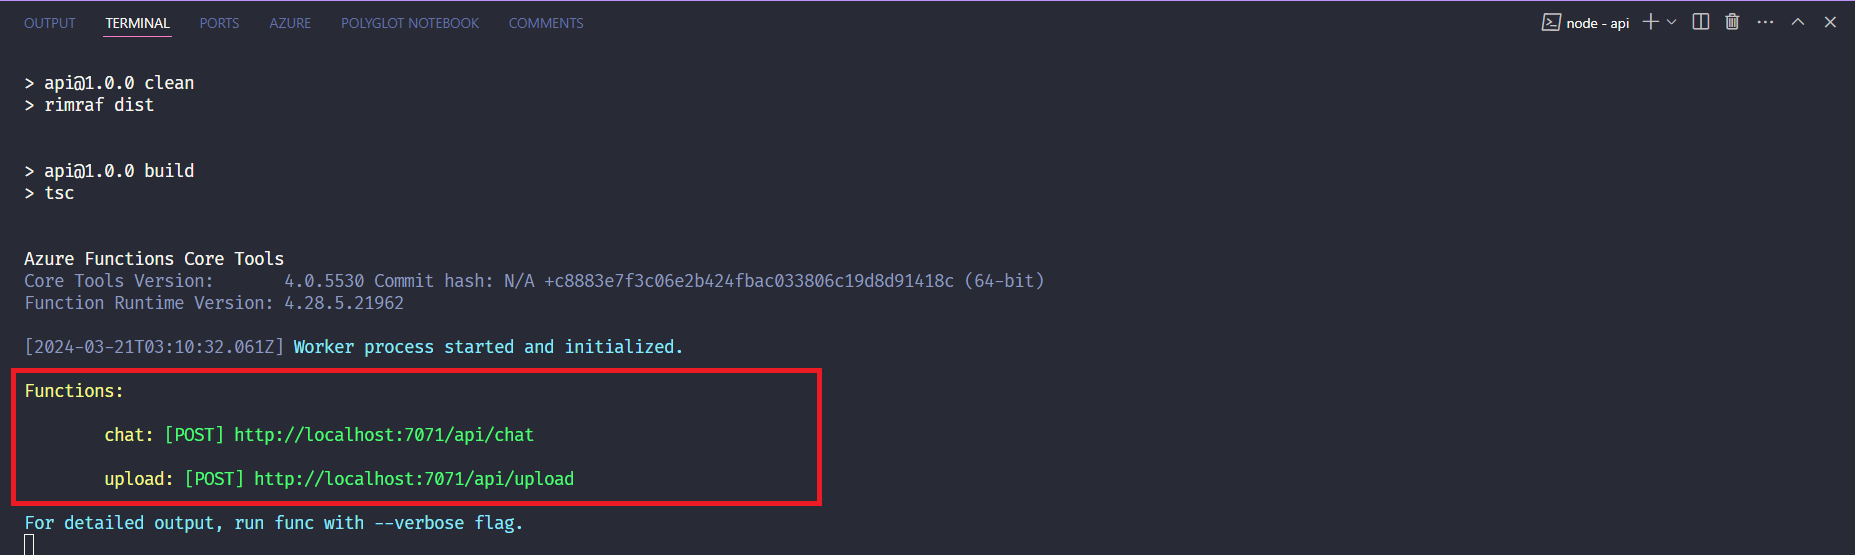 OUTPUT TERMINAL PORTS AZURE POLYGLOT NOTEBOOK COMMENTS node - api
> api@1.0.0 clean
> rimraf dist
> api@1.0.0 build
> tsc
Azure Functions Core Tools
Core Tools Version:       4.0.5530 Commit hash: N/A +c8883e7f3c06e2b424fbac033806c19d8d91418c (64-bit)
Function Runtime Version: 4.28.5.21962
[2024-03-21T03:10:32.061Z] Worker process started and initialized.
Functions:
chat: [POST] http://localhost:7071/api/chat
upload: [POST] http://localhost:7071/api/upload
For detailed output, run func with --verbose flag.